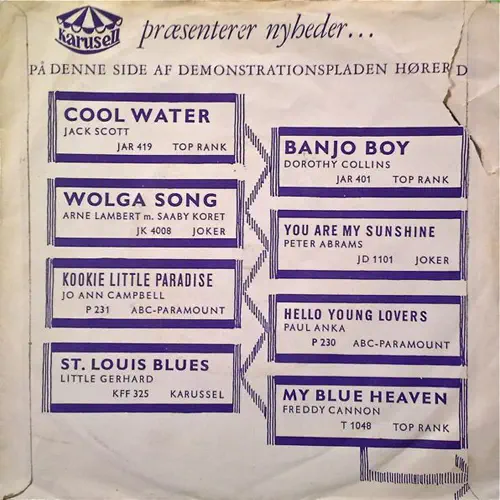 Karusell præsenterer nyheder...
PÅ DENNE SIDE AF DEMONSTRATIONSPLADEN HØRER D
COOL WATER
JACK SCOTT
JAR 419 TOP RANK
BANJO BOY
DOROTHY COLLINS
JAR 401 TOP RANK
WOLGA SONG
ARNE LAMBERT m. SAABY KORET
JK 4008 JOKER
YOU ARE MY SUNSHINE
PETER ABRAMS
JD 1101 JOKER
KOOKIE LITTLE PARADISE
JO ANN CAMPBELL
P 231 ABC-PARAMOUNT
HELLO YOUNG LOVERS
PAUL ANKA
P 230 ABC-PARAMOUNT
ST. LOUIS BLUES
LITTLE GERHARD
KFF 325 KARUSSEL
MY BLUE HEAVEN
FREDDY CANNON
T 1048 TOP RANK